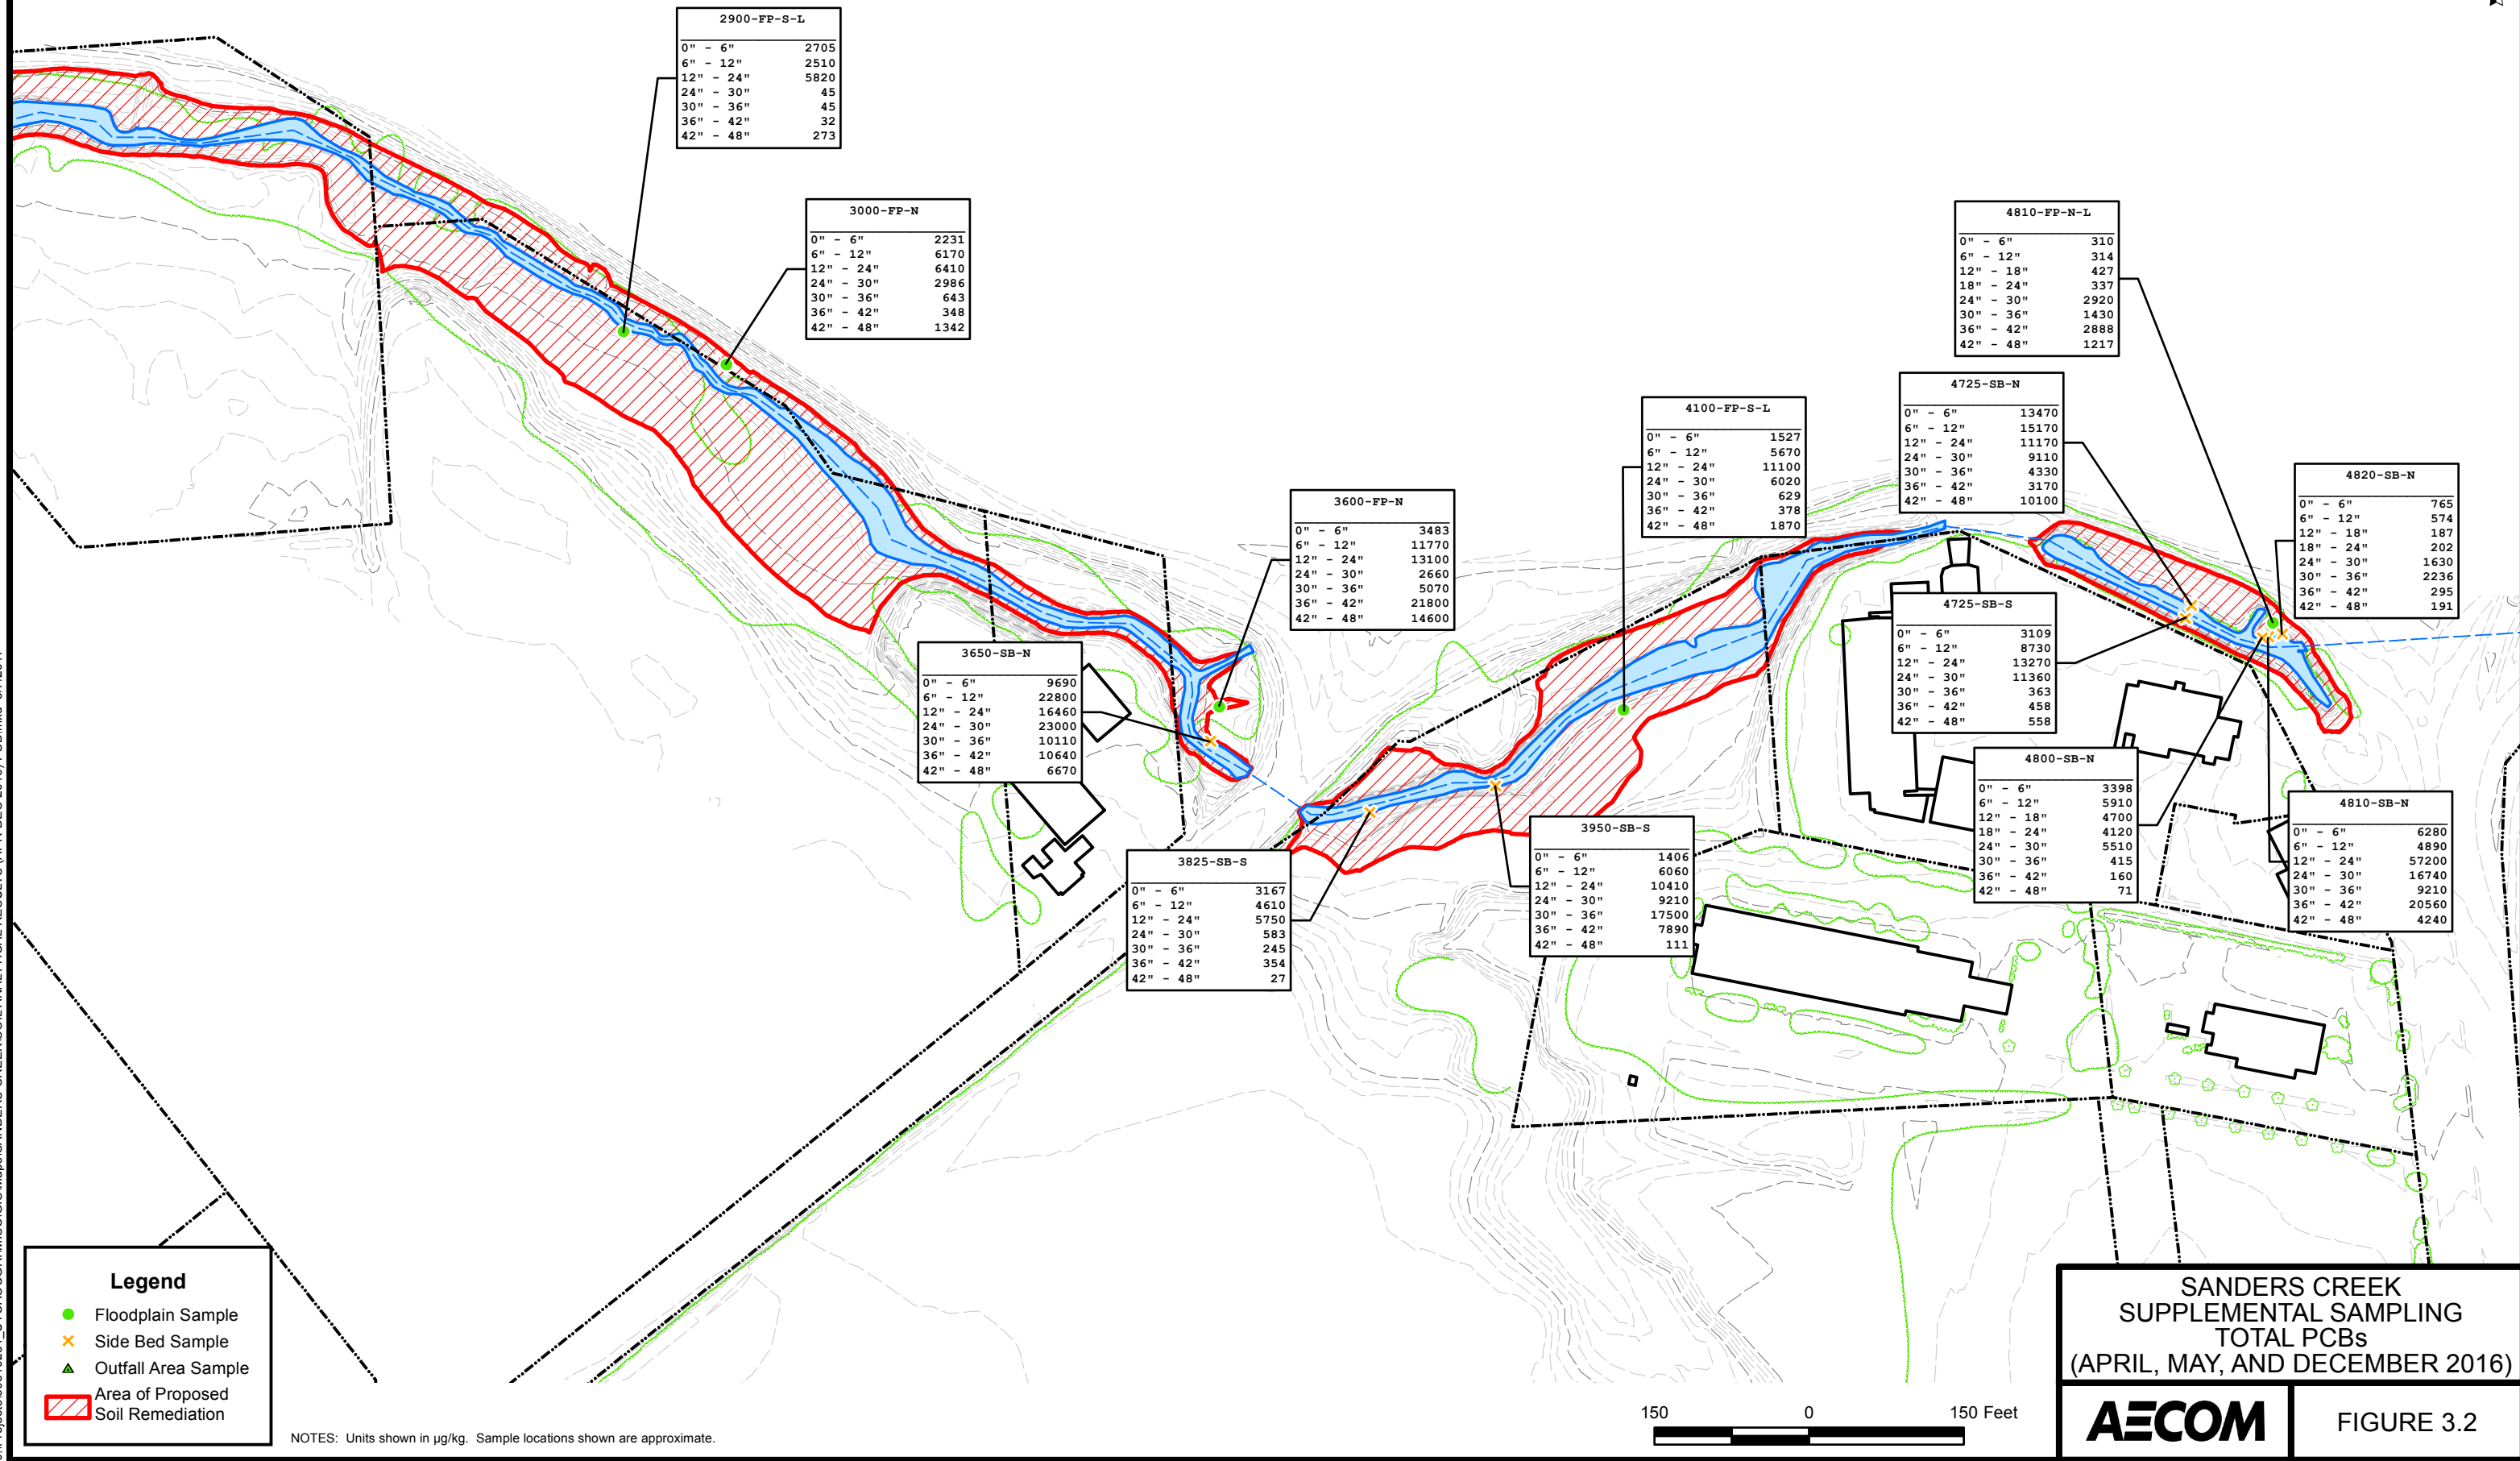 2900-FP-S-L
0" - 6" 2705
6" - 12" 2510
12" - 24" 5820
24" - 30" 45
30" - 36" 45
36" - 42" 32
42" - 48" 273
3000-FP-N
0" - 6" 2231
6" - 12" 6170
12" - 24" 6410
24" - 30" 2986
30" - 36" 643
36" - 42" 348
42" - 48" 1342
4810-FP-N-L
0" - 6" 310
6" - 12" 314
12" - 18" 427
18" - 24" 337
24" - 30" 2920
30" - 36" 1430
36" - 42" 2888
42" - 48" 1217
4725-SB-N
0" - 6" 13470
6" - 12" 15170
12" - 24" 11170
24" - 30" 9110
30" - 36" 4330
36" - 42" 3170
42" - 48" 10100
4100-FP-S-L
0" - 6" 1527
6" - 12" 5670
12" - 24" 11100
24" - 30" 6020
30" - 36" 629
36" - 42" 378
42" - 48" 1870
4820-SB-N
0" - 6" 765
6" - 12" 574
12" - 18" 187
18" - 24" 202
24" - 30" 1630
30" - 36" 2236
36" - 42" 295
42" - 48" 191
3600-FP-N
0" - 6" 3483
6" - 12" 11770
12" - 24" 13100
24" - 30" 2660
30" - 36" 5070
36" - 42" 21800
42" - 48" 14600
4725-SB-S
0" - 6" 3109
6" - 12" 8730
12" - 24" 13270
24" - 30" 11360
30" - 36" 363
36" - 42" 458
42" - 48" 558
3650-SB-N
0" - 6" 9690
6" - 12" 22800
12" - 24" 16460
24" - 30" 23000
30" - 36" 10110
36" - 42" 10640
42" - 48" 6670
4800-SB-N
0" - 6" 3398
6" - 12" 5910
12" - 18" 4700
18" - 24" 4120
24" - 30" 5510
30" - 36" 415
36" - 42" 160
42" - 48" 71
4810-SB-N
0" - 6" 6280
6" - 12" 4890
12" - 24" 57200
24" - 30" 16740
30" - 36" 9210
36" - 42" 20560
42" - 48" 4240
3950-SB-S
0" - 6" 1406
6" - 12" 6060
12" - 24" 10410
24" - 30" 9210
30" - 36" 17500
36" - 42" 7890
42" - 48" 111
3825-SB-S
0" - 6" 3167
6" - 12" 4610
12" - 24" 5750
24" - 30" 583
30" - 36" 245
36" - 42" 354
42" - 48" 27
Legend
Floodplain Sample
Side Bed Sample
Outfall Area Sample
Area of Proposed
Soil Remediation
NOTES: Units shown in µg/kg. Sample locations shown are approximate.
150 0 150 Feet
SANDERS CREEK
SUPPLEMENTAL SAMPLING
TOTAL PCBs
(APRIL, MAY, AND DECEMBER 2016)
AECOM
FIGURE 3.2